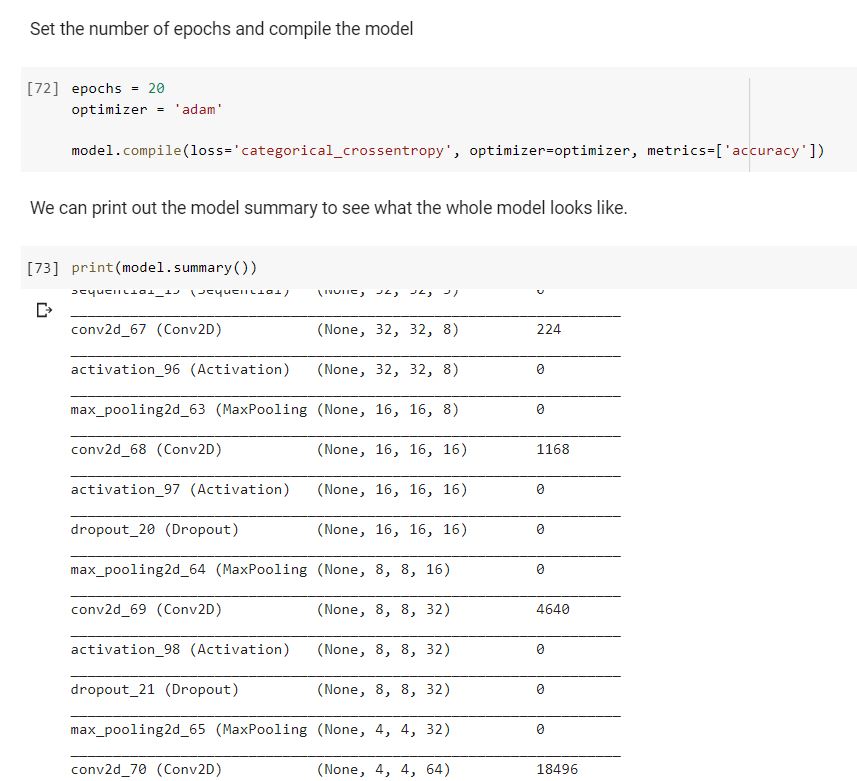 Set the number of epochs and compile the model
[72] epochs = 20
optimizer = 'adam'
model.compile(loss='categorical_crossentropy', optimizer=optimizer, metrics=['accuracy'])
We can print out the model summary to see what the whole model looks like.
[73] print(model.summary())
conv2d_67 (Conv2D) (None, 32, 32, 8) 224
activation_96 (Activation) (None, 32, 32, 8) 0
max_pooling2d_63 (MaxPooling (None, 16, 16, 8) 0
conv2d_68 (Conv2D) (None, 16, 16, 16) 1168
activation_97 (Activation) (None, 16, 16, 16) 0
dropout_20 (Dropout) (None, 16, 16, 16) 0
max_pooling2d_64 (MaxPooling (None, 8, 8, 16) 0
conv2d_69 (Conv2D) (None, 8, 8, 32) 4640
activation_98 (Activation) (None, 8, 8, 32) 0
dropout_21 (Dropout) (None, 8, 8, 32) 0
max_pooling2d_65 (MaxPooling (None, 4, 4, 32) 0
conv2d_70 (Conv2D) (None, 4, 4, 64) 18496